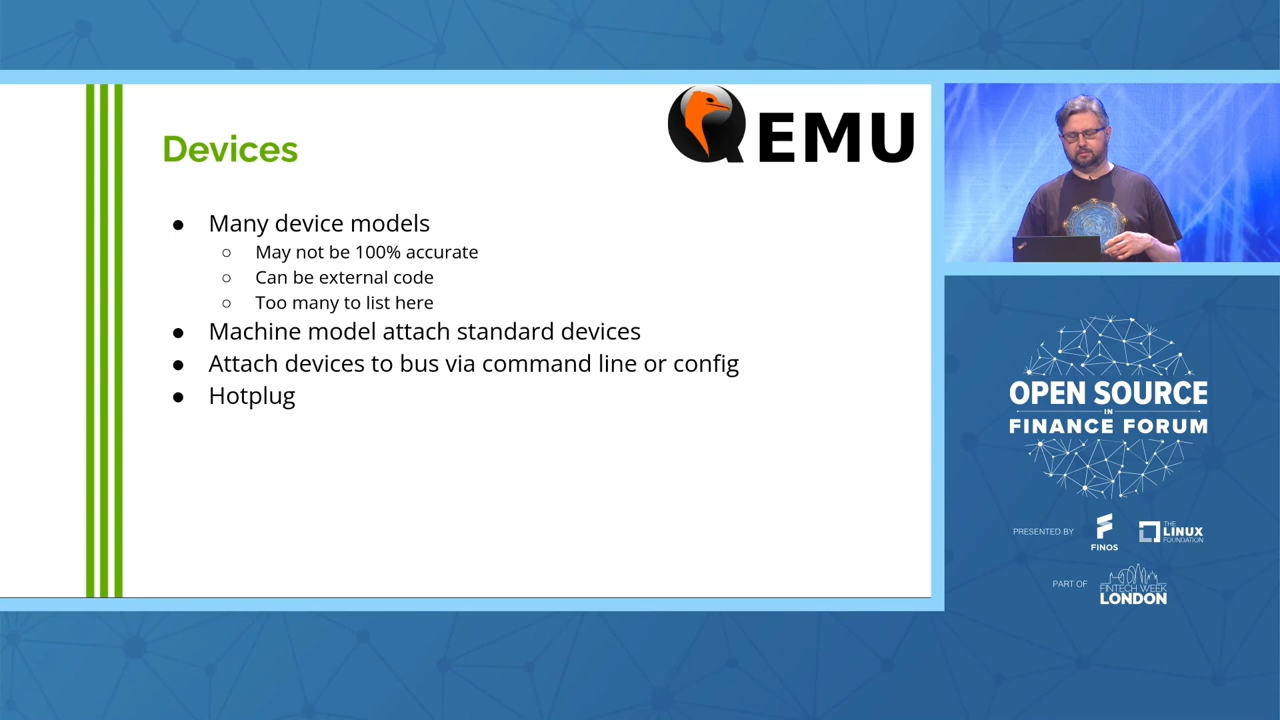 Devices
QEMU
● Many device models
○ May not be 100% accurate
○ Can be external code
○ Too many to list here
● Machine model attach standard devices
● Attach devices to bus via command line or config
● Hotplug
OPEN SOURCE
IN
FINANCE FORUM
PRESENTED BY
FINOS
THE
LINUX
FOUNDATION
PART OF
FINTECH WEEK
LONDON